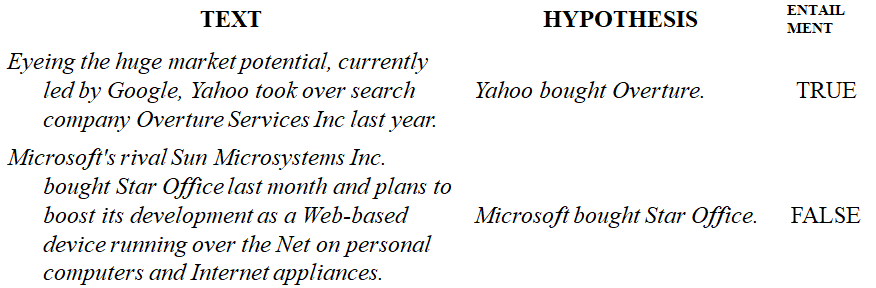 TEXT HYPOTHESIS ENTAIL
MENT
Eyeing the huge market potential, currently
led by Google, Yahoo took over search
company Overture Services Inc last year.
Yahoo bought Overture.
TRUE
Microsoft's rival Sun Microsystems Inc.
bought Star Office last month and plans to
boost its development as a Web-based
device running over the Net on personal
computers and Internet appliances.
Microsoft bought Star Office.
FALSE